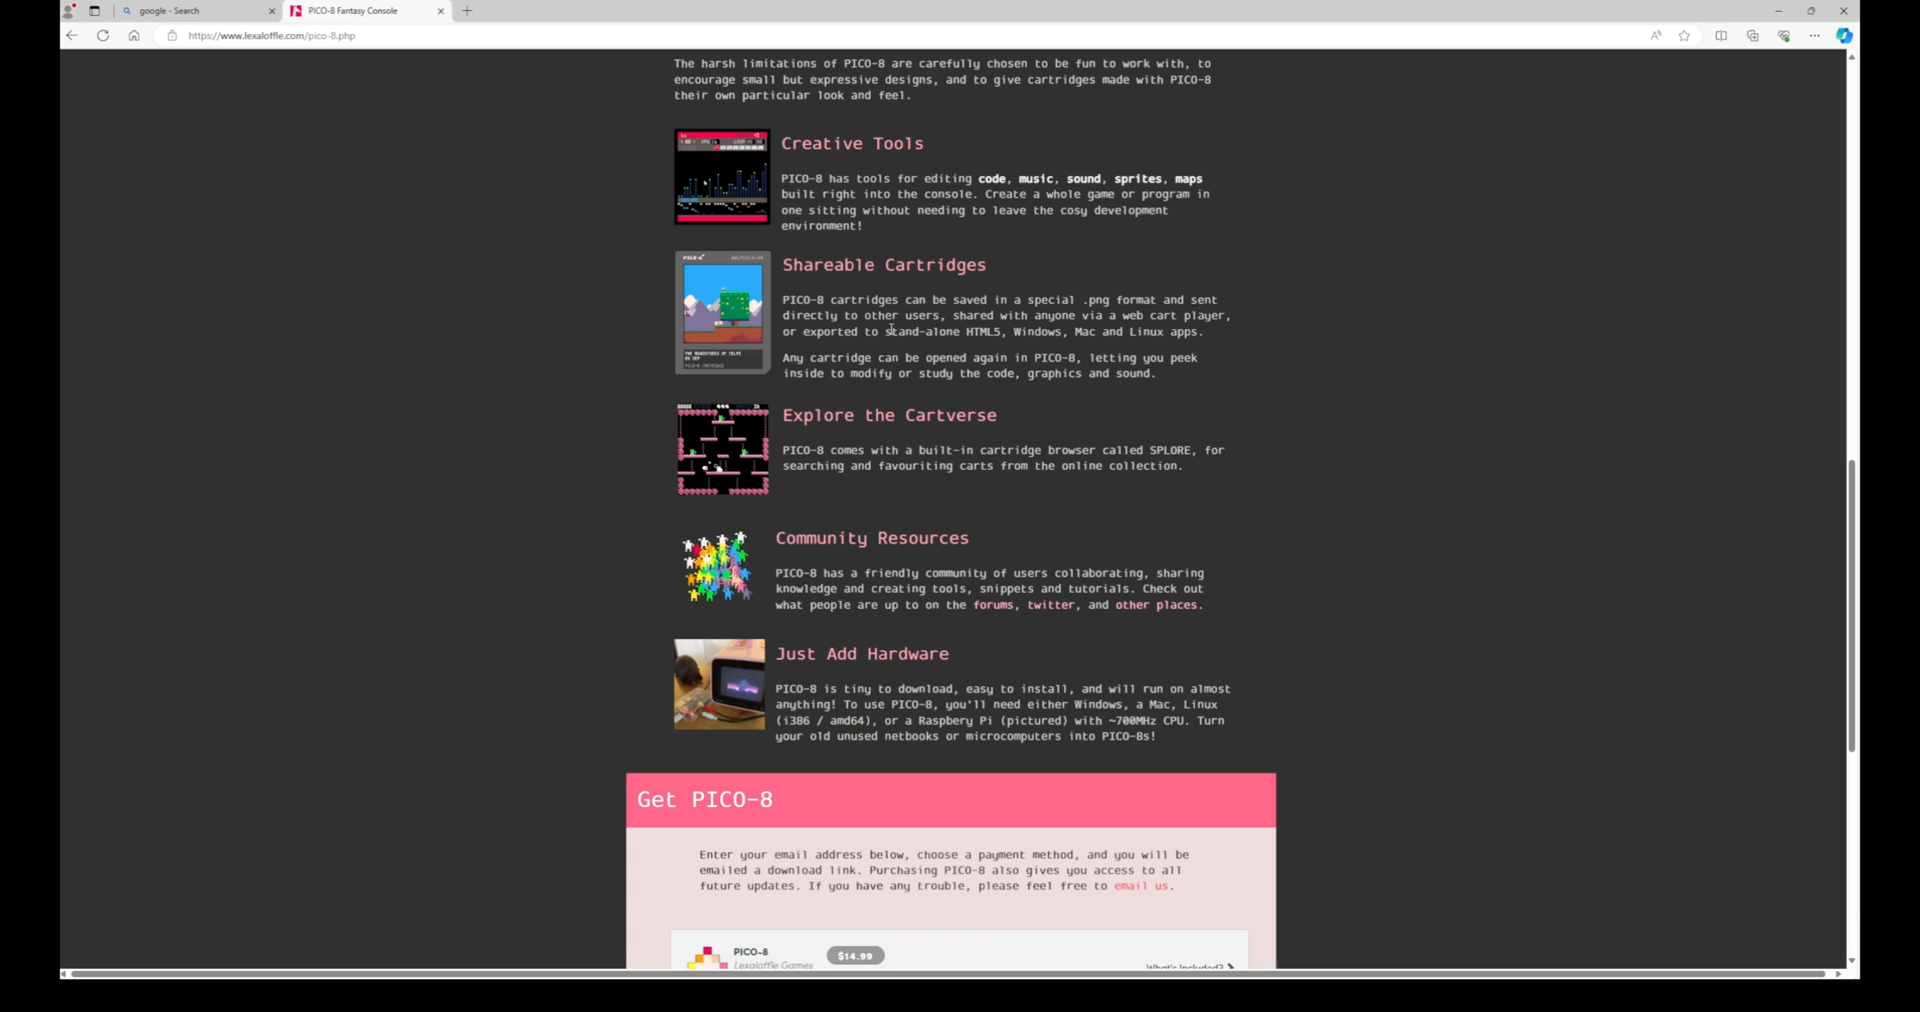 google - Search
PICO-8 Fantasy Console
https://www.lexaloffle.com/pico-8.php
The harsh limitations of PICO-8 are carefully chosen to be fun to work with, to
encourage small but expressive designs, and to give cartridges made with PICO-8
their own particular look and feel.
Creative Tools
PICO-8 has tools for editing code, music, sound, sprites, maps
built right into the console. Create a whole game or program in
one sitting without needing to leave the cosy development
environment!
Shareable Cartridges
PICO-8 cartridges can be saved in a special .png format and sent
directly to other users, shared with anyone via a web cart player,
or exported to stand-alone HTML5, Windows, Mac and Linux apps.
Any cartridge can be opened again in PICO-8, letting you peek
inside to modify or study the code, graphics and sound.
PICO-8
PICO-8 CARTRIDGE
Explore the Cartverse
PICO-8 comes with a built-in cartridge browser called SPLORE, for
searching and favouriting carts from the online collection.
Community Resources
PICO-8 has a friendly community of users collaborating, sharing
knowledge and creating tools, snippets and tutorials. Check out
what people are up to on the forums, twitter, and other places.
Just Add Hardware
PICO-8 is tiny to download, easy to install, and will run on almost
anything! To use PICO-8, you'll need either Windows, a Mac, Linux
(i386 / amd64), or a Raspbery Pi (pictured) with ~700MHz CPU. Turn
your old unused netbooks or microcomputers into PICO-8s!
Get PICO-8
Enter your email address below, choose a payment method, and you will be
emailed a download link. Purchasing PICO-8 also gives you access to all
future updates. If you have any trouble, please feel free to email us.
PICO-8
$14.99
Lexaloffle Games
What's Included?